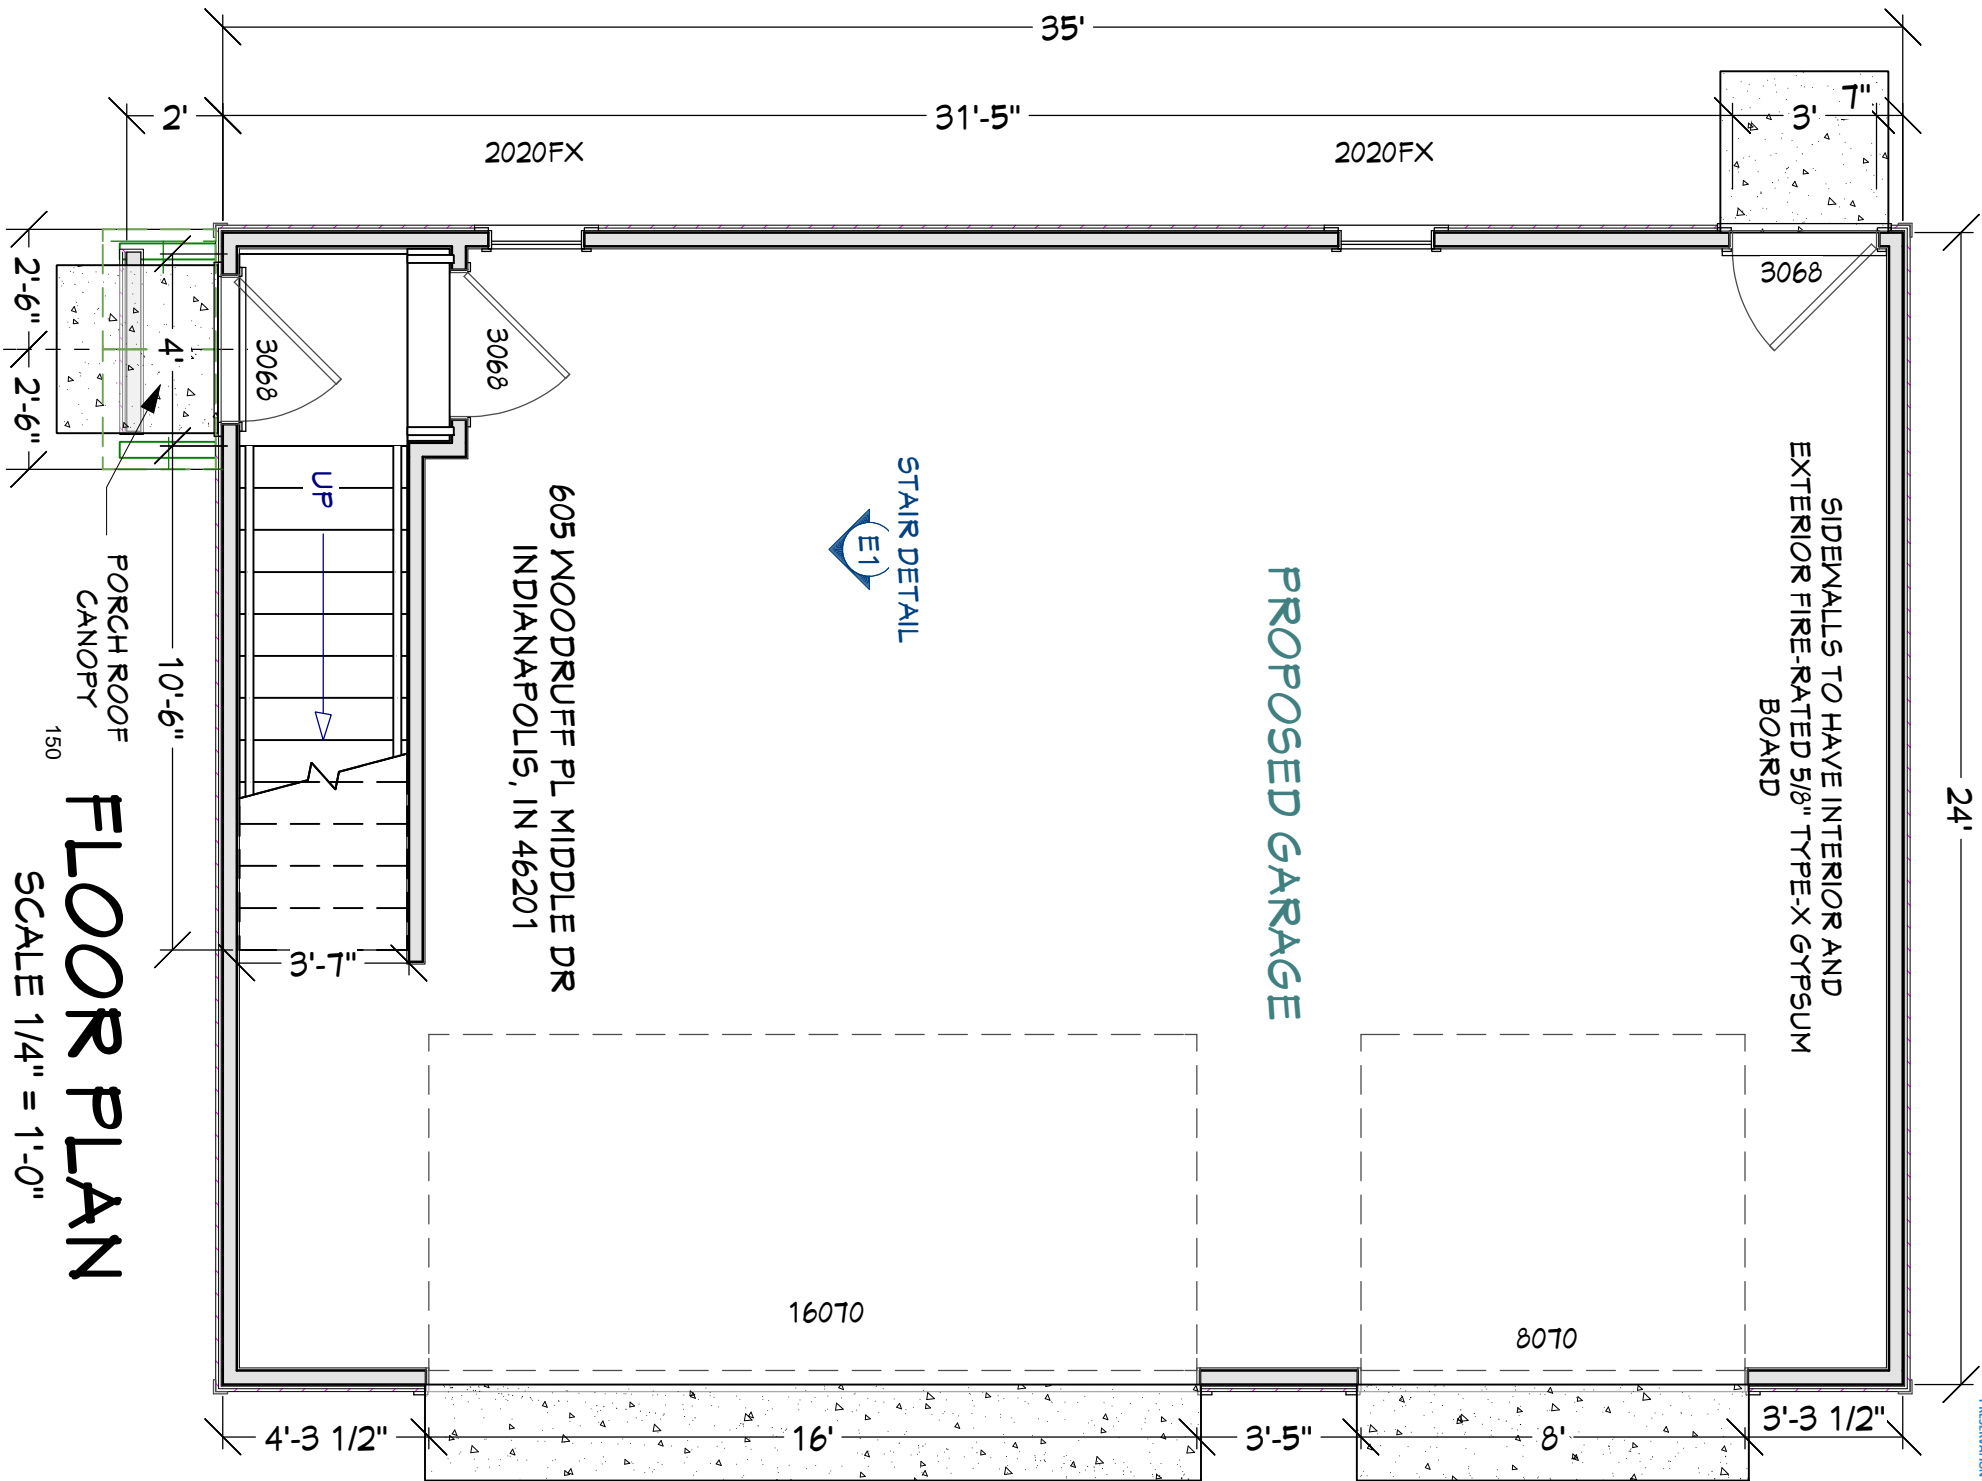 35'
2'
31'-5"
3'
7"
2020FX
2020FX
3068
3068
3068
2'-6"
2'-6"
4'
10'-6"
24'
UP
3'-7"
PORCH ROOF
CANOPY
605 WOODRUFF PL MIDDLE DR
INDIANAPOLIS, IN 46201
STAIR DETAIL
E1
PROPOSED GARAGE
SIDEWALLS TO HAVE INTERIOR AND
EXTERIOR FIRE-RATED 5/8" TYPE-X GYPSUM
BOARD
16070
8070
4'-3 1/2"
16'
3'-5"
8'
3'-3 1/2"
150
FLOOR PLAN
SCALE 1/4" = 1'-0"